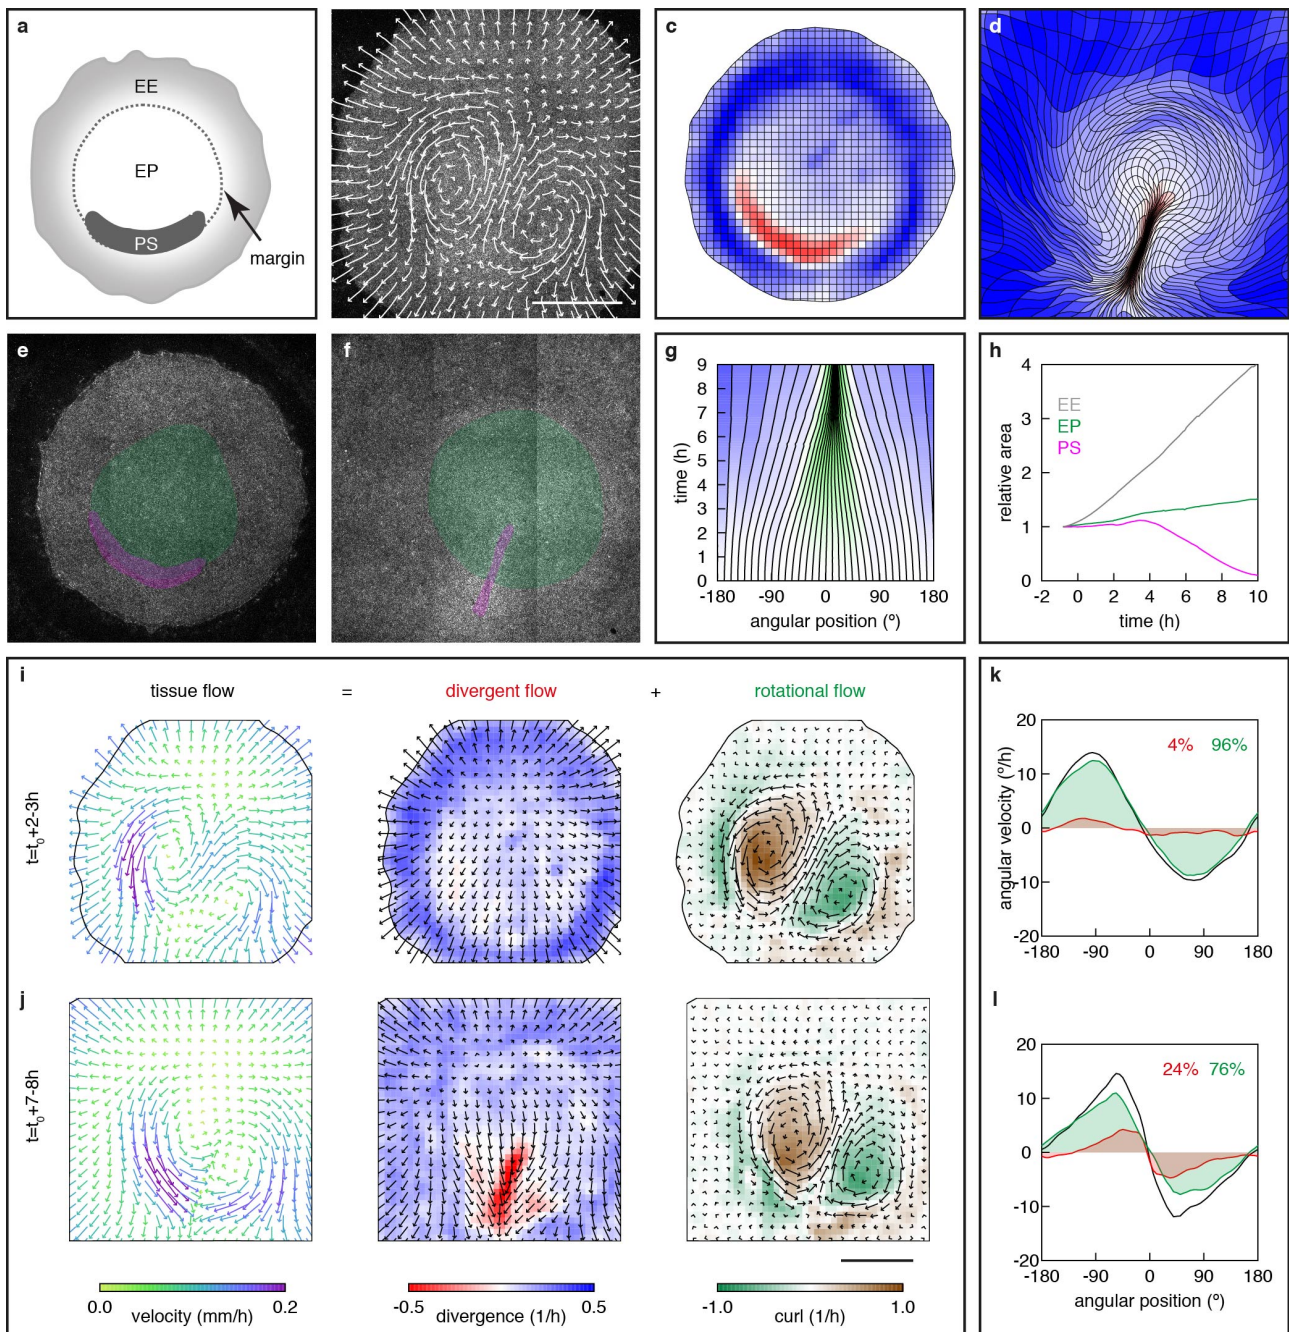 a
EE
EP
PS
margin
c
d
e
f
g
9
8
7
6
5
4
3
2
1
0
time (h)
-180 -90 0 90 180
angular position (º)
h
4
3
2
1
0
relative area
EE
EP
PS
-2 0 2 4 6 8 10
time (h)
i
tissue flow = divergent flow + rotational flow
t=t0+2-3h
j
t=t0+7-8h
0.0 0.2
velocity (mm/h)
-0.5 0.5
divergence (1/h)
-1.0 1.0
curl (1/h)
k
20
10
0
-10
-20
angular velocity (º/h)
4% 96%
-180 -90 0 90 180
l
20
10
0
-10
-20
24% 76%
-180 -90 0 90 180
angular position (º)